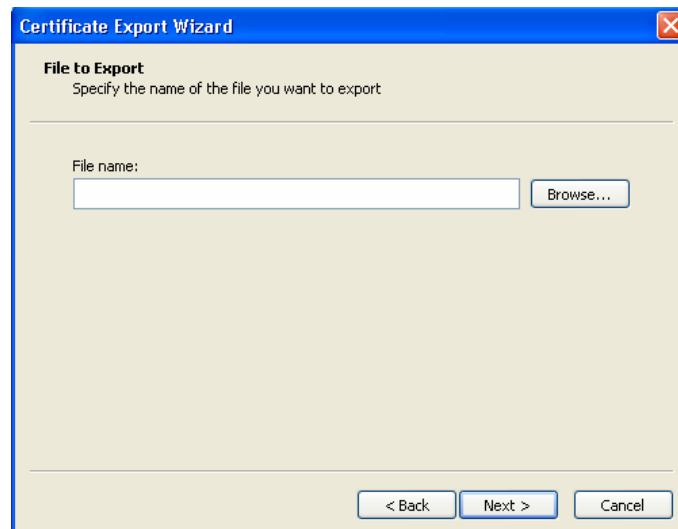 Certificate Export Wizard
File to Export
Specify the name of the file you want to export
File name:
Browse...
< Back
Next >
Cancel